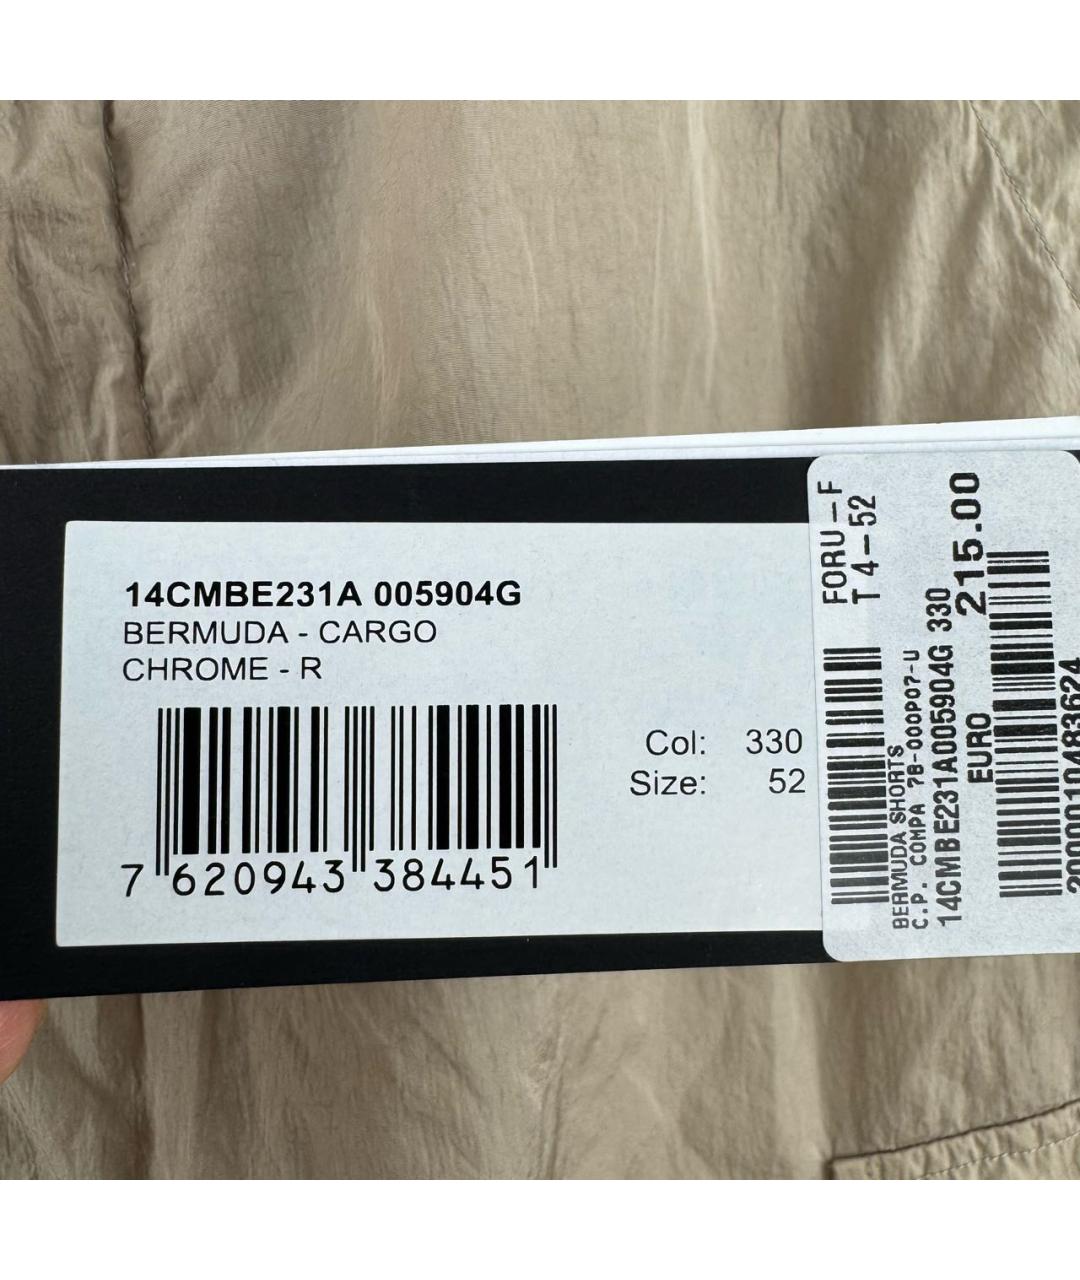 14CMBE231A 005904G
BERMUDA - CARGO
CHROME - R
Col: 330
Size: 52
7 620943 384451
FORU-F
T 4-52
BERMUDA SHORTS
C.P. COMPA 7B-000P07-U
14CMBE231A005904G 330
EURO 215.00
2000010483624